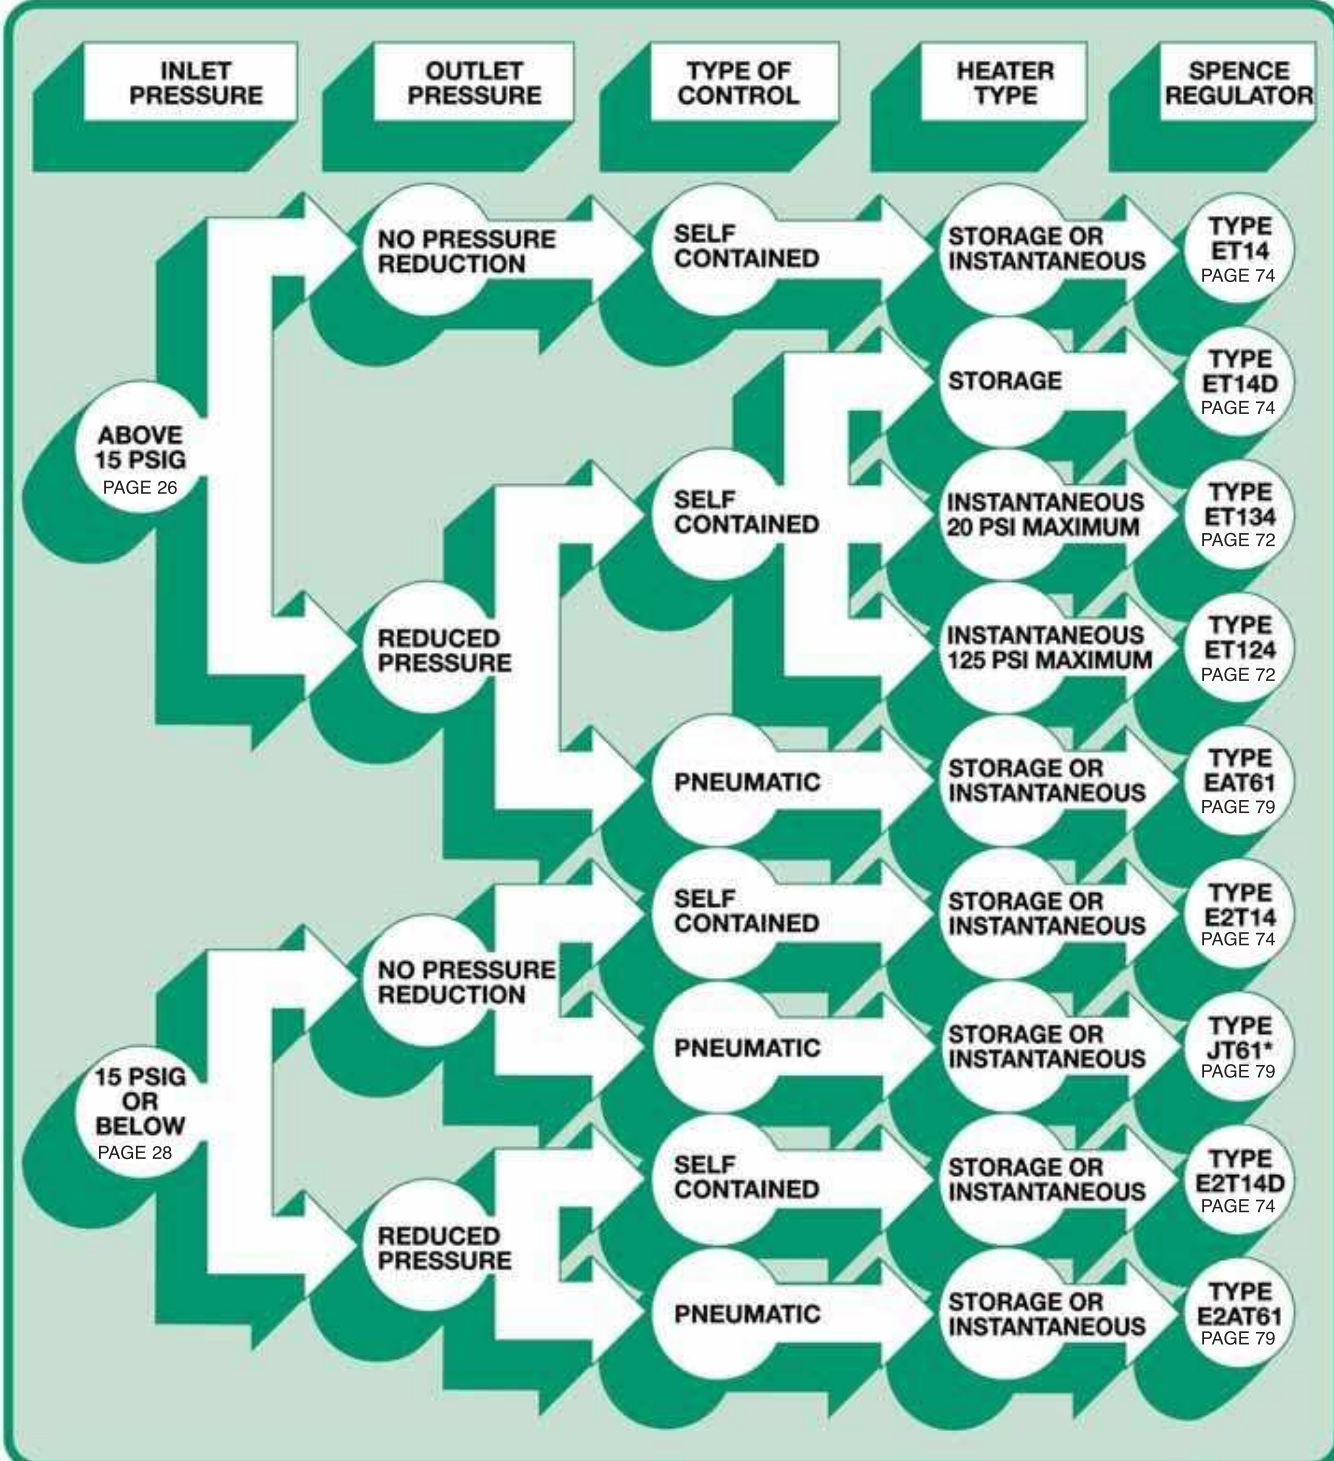 INLET
PRESSURE
OUTLET
PRESSURE
TYPE OF
CONTROL
HEATER
TYPE
SPENCE
REGULATOR
NO PRESSURE
REDUCTION
SELF
CONTAINED
STORAGE OR
INSTANTANEOUS
TYPE
ET14
PAGE 74
STORAGE
TYPE
ET14D
PAGE 74
ABOVE
15 PSIG
PAGE 26
SELF
CONTAINED
INSTANTANEOUS
20 PSI MAXIMUM
TYPE
ET134
PAGE 72
REDUCED
PRESSURE
INSTANTANEOUS
125 PSI MAXIMUM
TYPE
ET124
PAGE 72
PNEUMATIC
STORAGE OR
INSTANTANEOUS
TYPE
EAT61
PAGE 79
SELF
CONTAINED
STORAGE OR
INSTANTANEOUS
TYPE
E2T14
PAGE 74
NO PRESSURE
REDUCTION
PNEUMATIC
STORAGE OR
INSTANTANEOUS
TYPE
JT61*
PAGE 79
15 PSIG
OR
BELOW
PAGE 28
SELF
CONTAINED
STORAGE OR
INSTANTANEOUS
TYPE
E2T14D
PAGE 74
REDUCED
PRESSURE
PNEUMATIC
STORAGE OR
INSTANTANEOUS
TYPE
E2AT61
PAGE 79